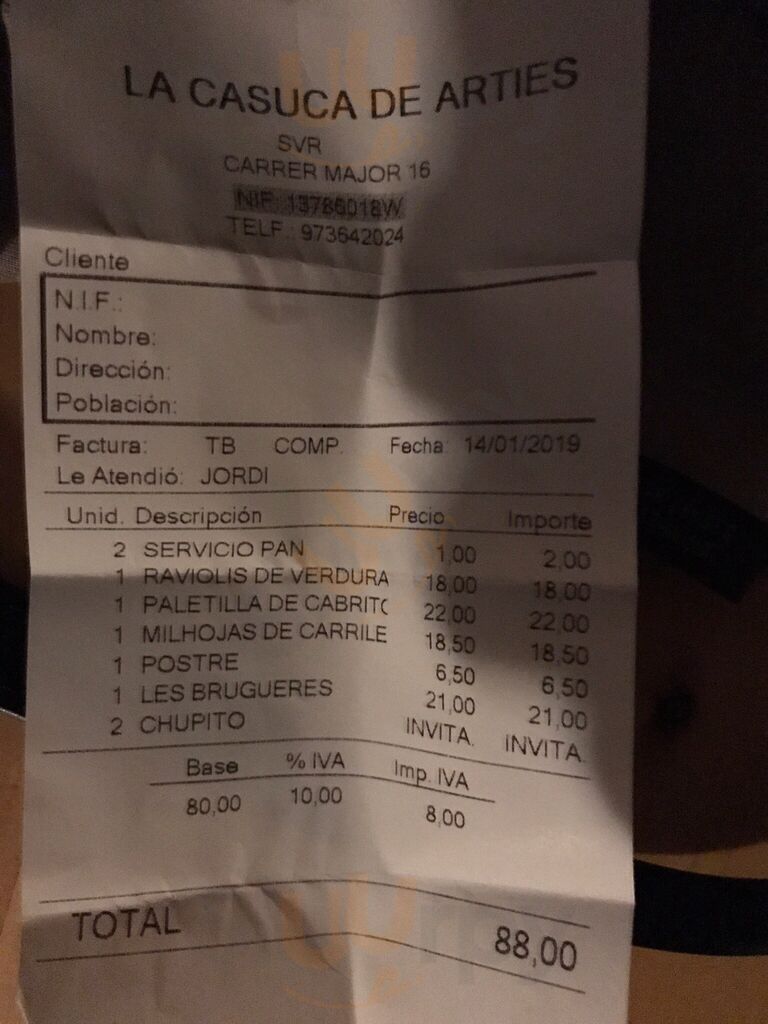 LA CASUCA DE ARTIES
SVR
CARRER MAJOR 16
NIF: 13786018W
TELF.: 973642024
Cliente
N.I.F.:
Nombre:
Dirección:
Población:
Factura: TB COMP. Fecha: 14/01/2019
Le Atendió: JORDI
Unid. Descripción Precio Importe
2 SERVICIO PAN 1,00 2,00
1 RAVIOLIS DE VERDURA 18,00 18,00
1 PALETILLA DE CABRITO 22,00 22,00
1 MILHOJAS DE CARRILE 18,50 18,50
1 POSTRE 6,50 6,50
1 LES BRUGUERES 21,00 21,00
2 CHUPITO INVITA. INVITA.
Base % IVA Imp. IVA
80,00 10,00 8,00
TOTAL 88,00